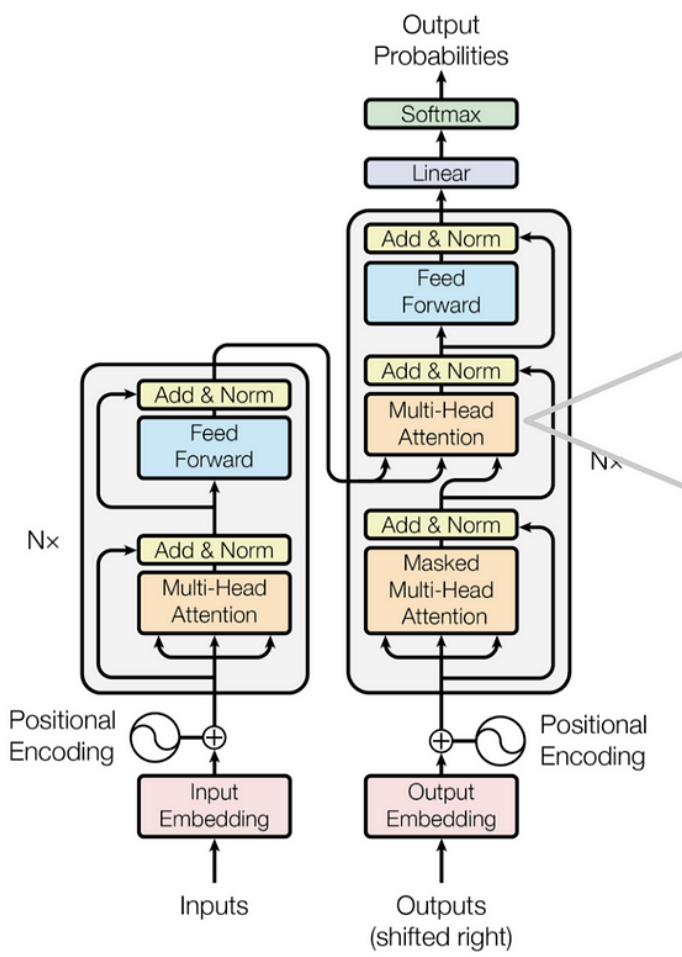 Output
Probabilities
Softmax
Linear
Add & Norm
Feed
Forward
Add & Norm
Multi-Head
Attention
Nx
Add & Norm
Masked
Multi-Head
Attention
Add & Norm
Feed
Forward
Nx
Add & Norm
Multi-Head
Attention
Positional
Encoding
Positional
Encoding
Input
Embedding
Output
Embedding
Inputs
Outputs
(shifted right)